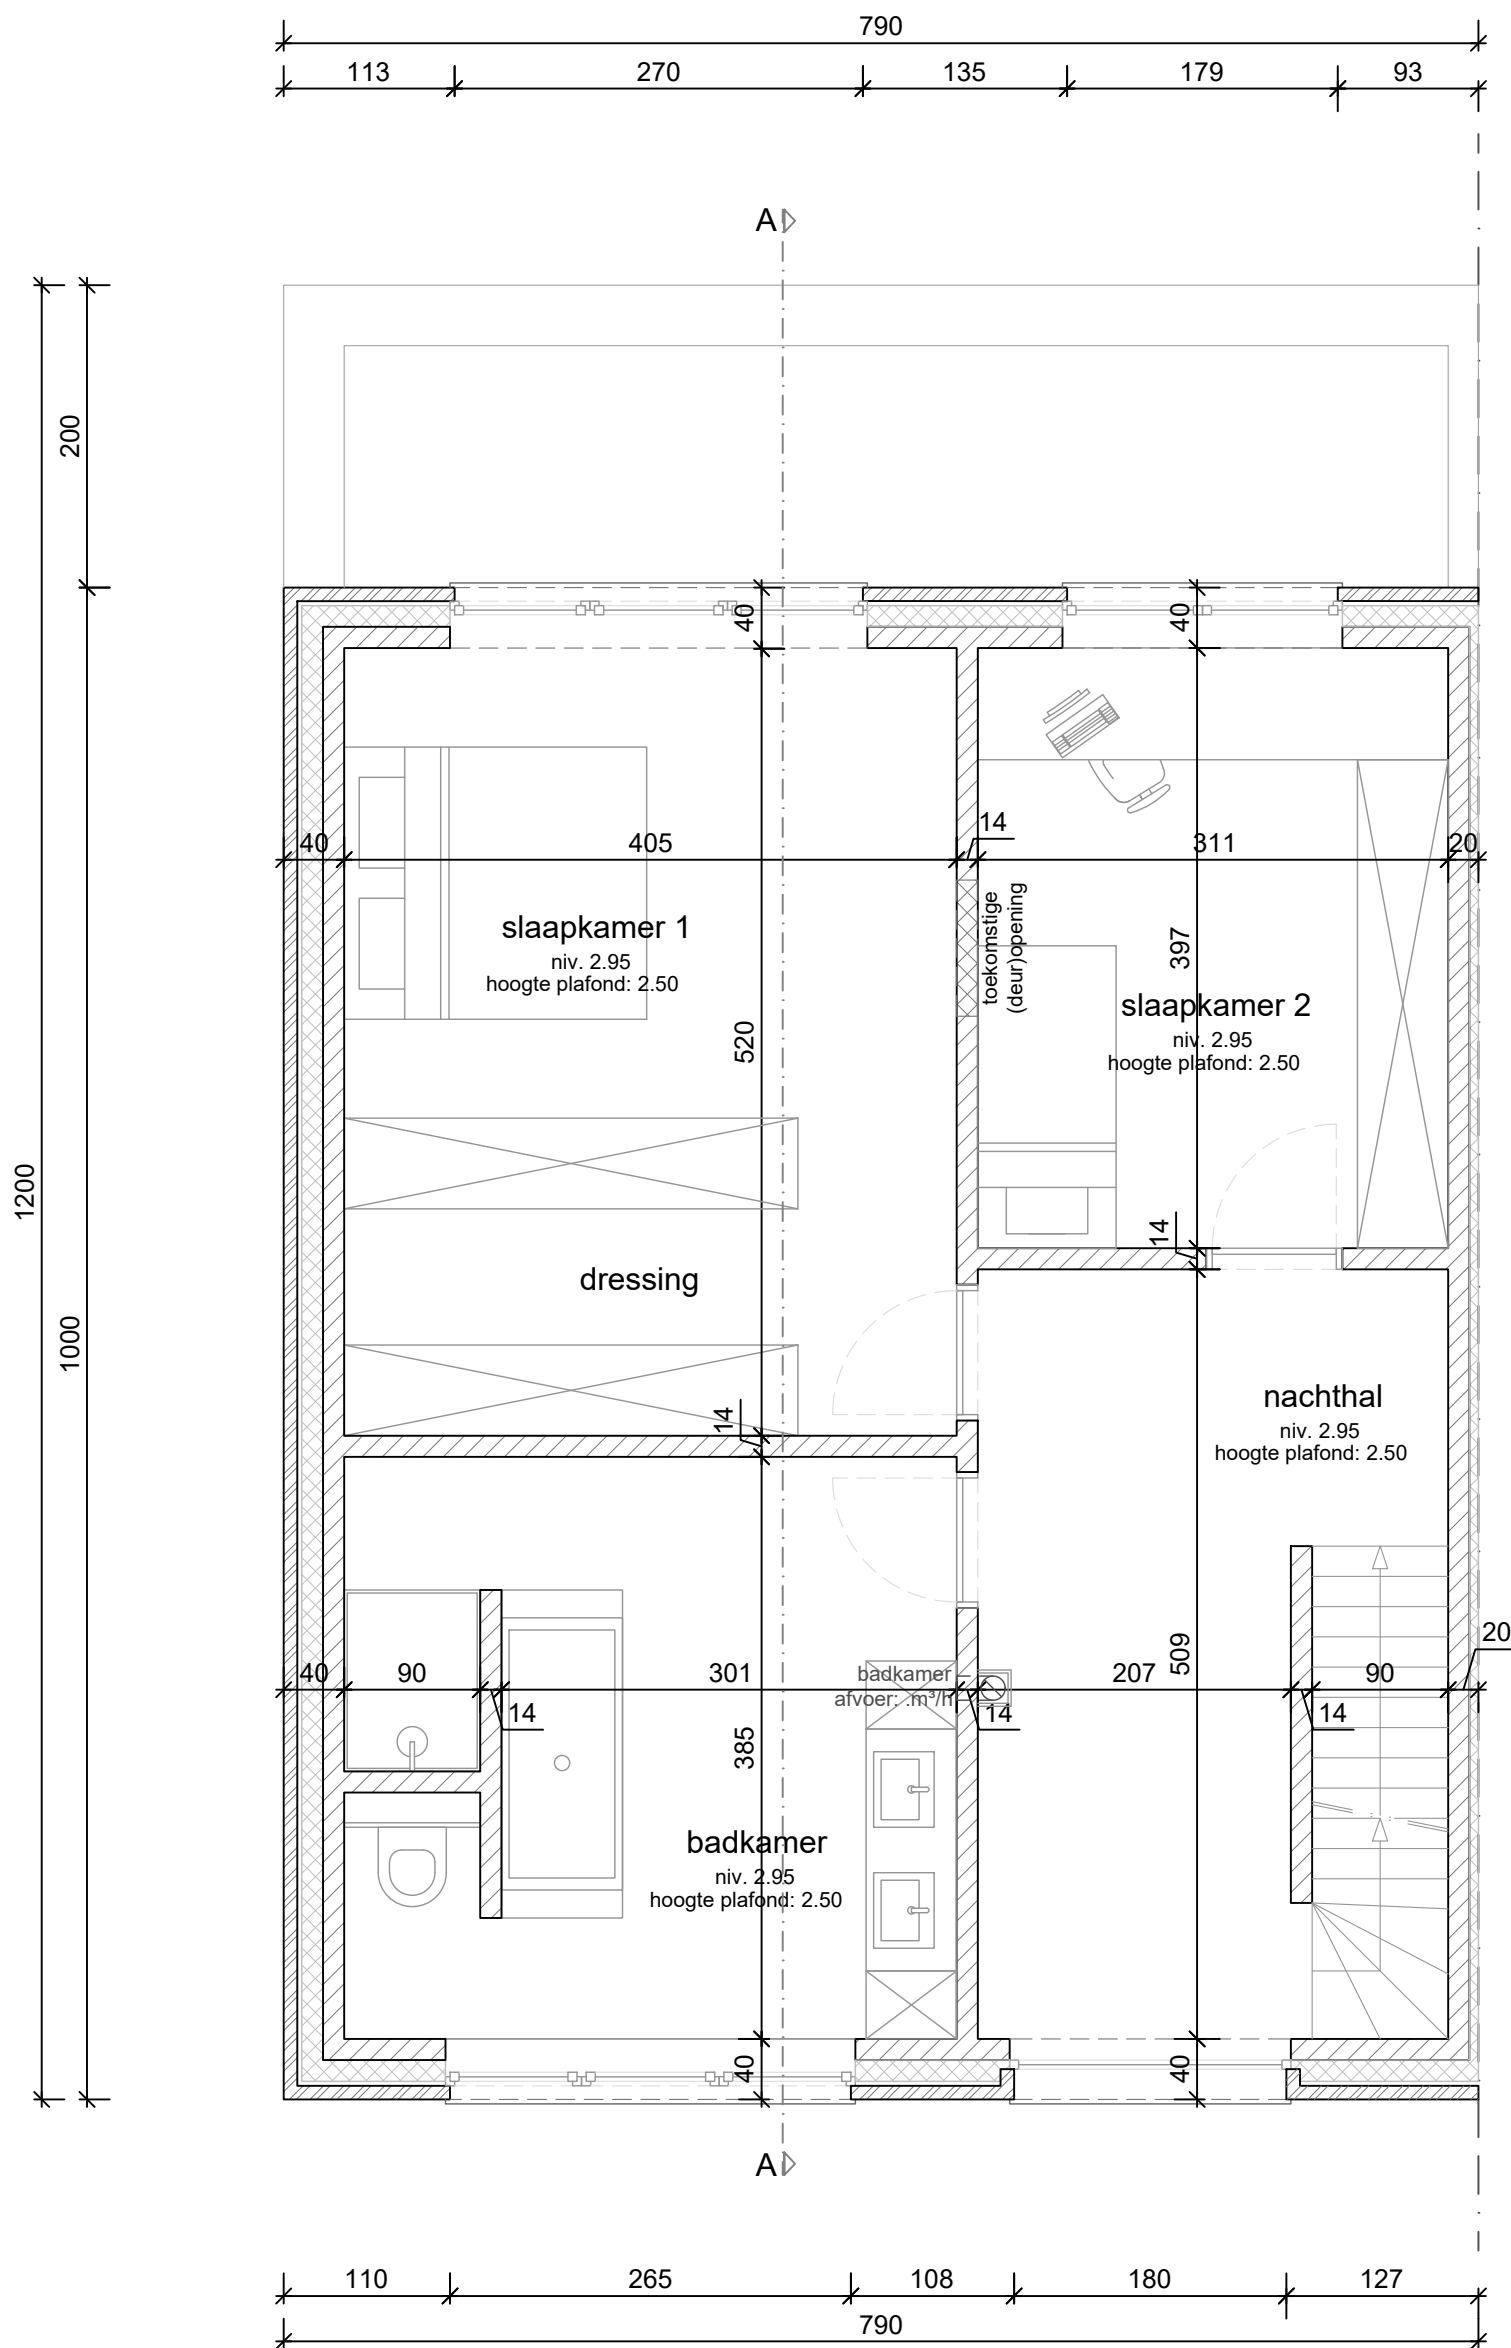 790
113
270
135
179
93
A
200
40
40
14
40
405
311
20
toekomstige
(deur)opening
slaapkamer 1
niv. 2.95
hoogte plafond: 2.50
397
slaapkamer 2
niv. 2.95
hoogte plafond: 2.50
520
1200
14
dressing
1000
nachthal
niv. 2.95
hoogte plafond: 2.50
14
20
40
90
301
badkamer
afvoer: .m³/h
207
509
90
14
14
14
385
badkamer
niv. 2.95
hoogte plafond: 2.50
40
40
A
110
265
108
180
127
790